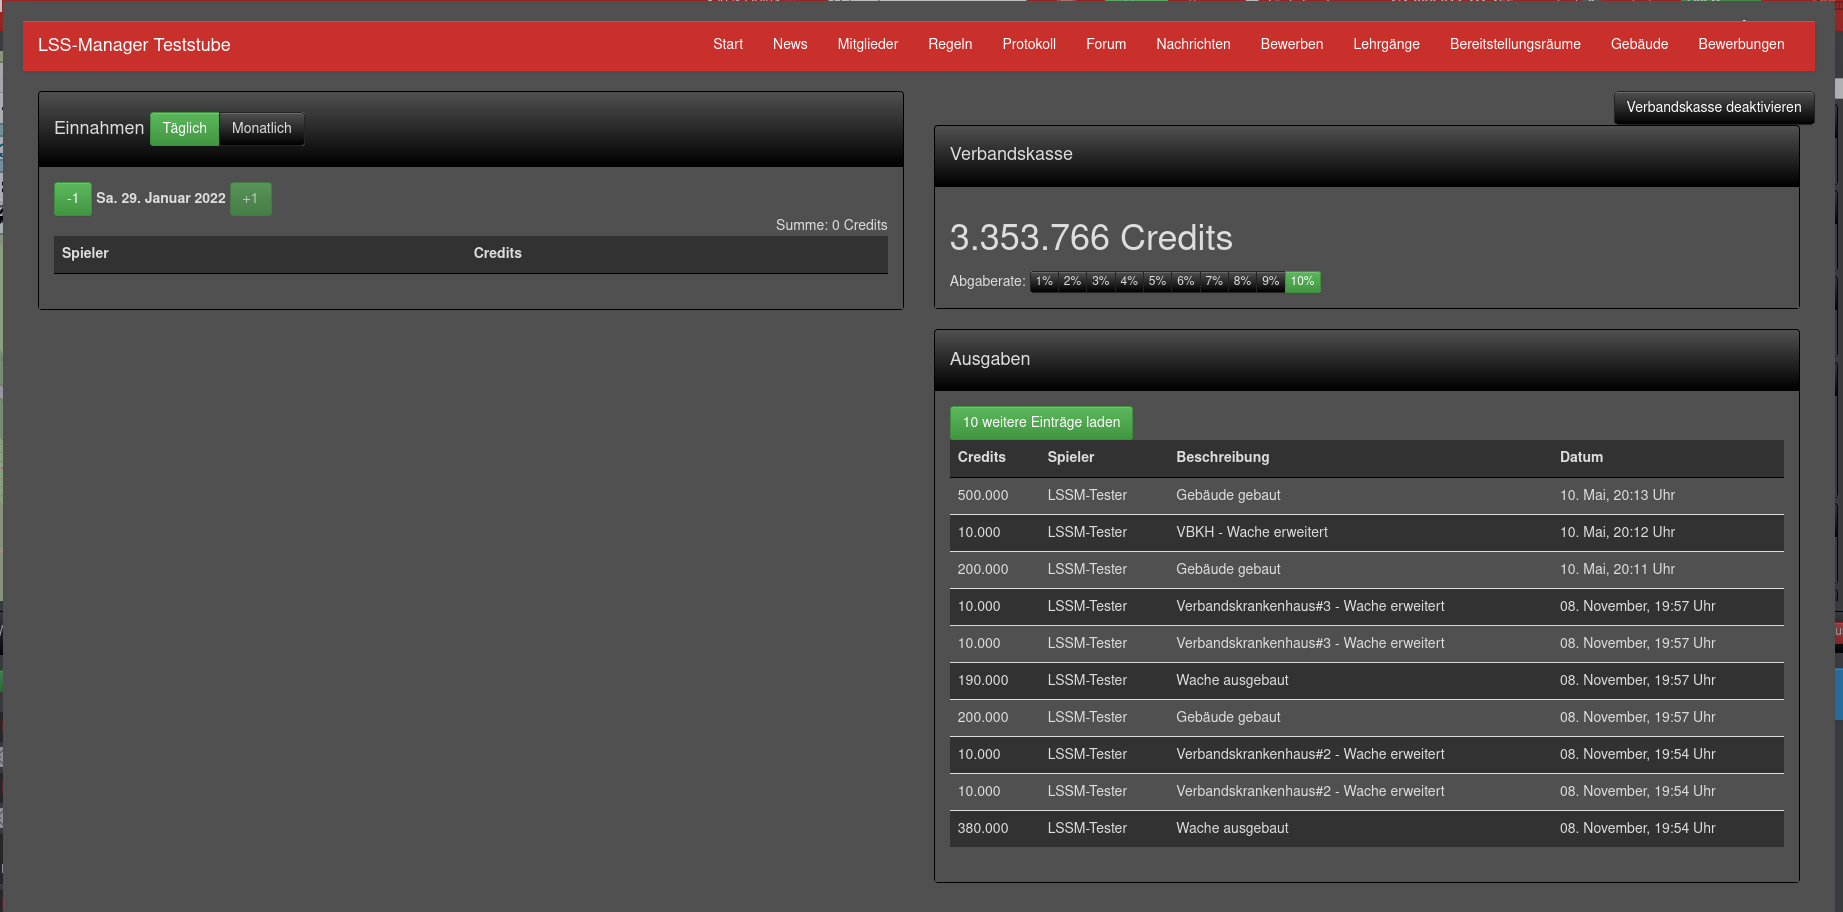 LSS-Manager Teststube Start News Mitglieder Regeln Protokoll Forum Nachrichten Bewerben Lehrgänge Bereitstellungsräume Gebäude Bewerbungen
Einnahmen Täglich Monatlich
-1 Sa. 29. Januar 2022 +1
Summe: 0 Credits
Spieler Credits
Verbandskasse deaktivieren
Verbandskasse
3.353.766 Credits
Abgaberate: 1% 2% 3% 4% 5% 6% 7% 8% 9% 10%
Ausgaben
10 weitere Einträge laden
Credits Spieler Beschreibung Datum
500.000 LSSM-Tester Gebäude gebaut 10. Mai, 20:13 Uhr
10.000 LSSM-Tester VBKH - Wache erweitert 10. Mai, 20:12 Uhr
200.000 LSSM-Tester Gebäude gebaut 10. Mai, 20:11 Uhr
10.000 LSSM-Tester Verbandskrankenhaus#3 - Wache erweitert 08. November, 19:57 Uhr
10.000 LSSM-Tester Verbandskrankenhaus#3 - Wache erweitert 08. November, 19:57 Uhr
190.000 LSSM-Tester Wache ausgebaut 08. November, 19:57 Uhr
200.000 LSSM-Tester Gebäude gebaut 08. November, 19:57 Uhr
10.000 LSSM-Tester Verbandskrankenhaus#2 - Wache erweitert 08. November, 19:54 Uhr
10.000 LSSM-Tester Verbandskrankenhaus#2 - Wache erweitert 08. November, 19:54 Uhr
380.000 LSSM-Tester Wache ausgebaut 08. November, 19:54 Uhr